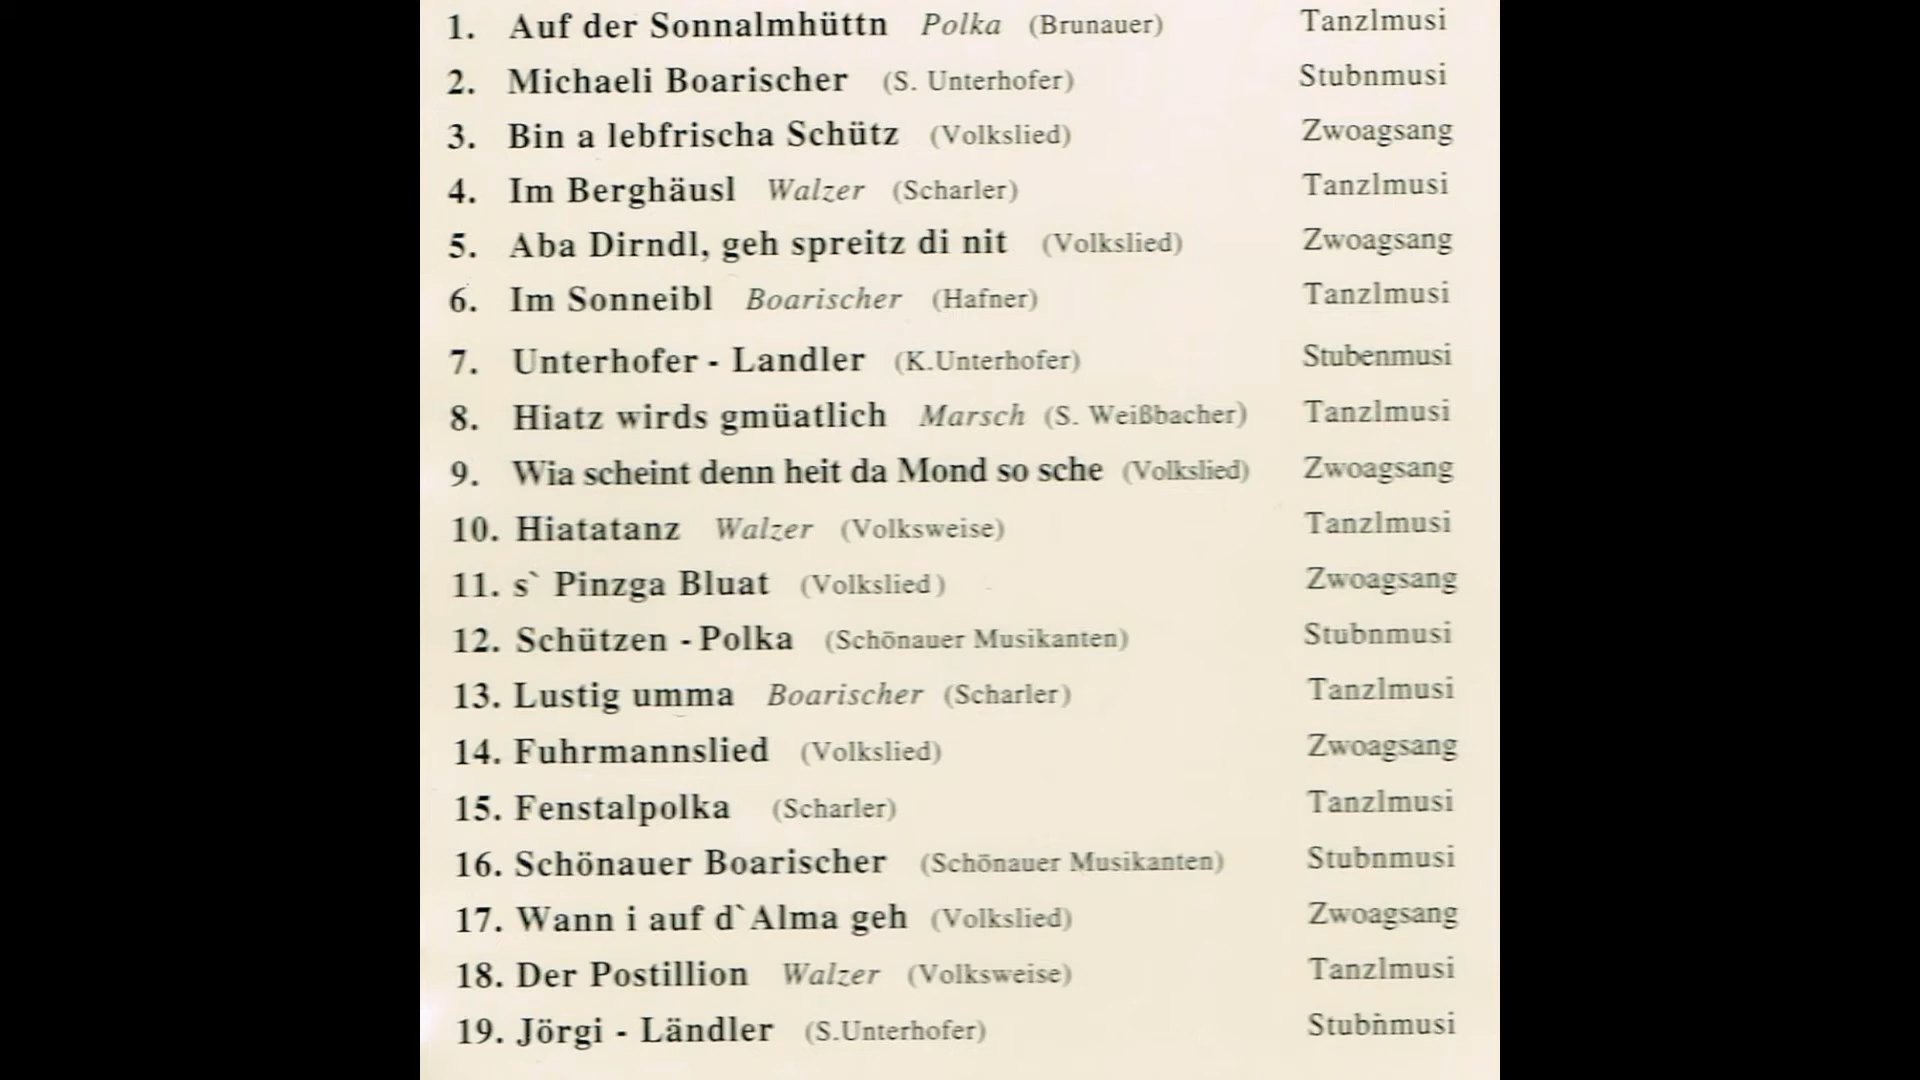 1. Auf der Sonnalmhüttn Polka (Brunauer) Tanzlmusi
2. Michaeli Boarischer (S. Unterhofer) Stubnmusi
3. Bin a lebfrischa Schütz (Volkslied) Zwoagsang
4. Im Berghäusl Walzer (Scharler) Tanzlmusi
5. Aba Dirndl, geh spreitz di nit (Volkslied) Zwoagsang
6. Im Sonneibl Boarischer (Hafner) Tanzlmusi
7. Unterhofer - Landler (K.Unterhofer) Stubenmusi
8. Hiatz wirds gmüatlich Marsch (S. Weißbacher) Tanzlmusi
9. Wia scheint denn heit da Mond so sche (Volkslied) Zwoagsang
10. Hiatatanz Walzer (Volksweise) Tanzlmusi
11. s` Pinzga Bluat (Volkslied) Zwoagsang
12. Schützen - Polka (Schönauer Musikanten) Stubnmusi
13. Lustig umma Boarischer (Scharler) Tanzlmusi
14. Fuhrmannslied (Volkslied) Zwoagsang
15. Fenstalpolka (Scharler) Tanzlmusi
16. Schönauer Boarischer (Schönauer Musikanten) Stubnmusi
17. Wann i auf d`Alma geh (Volkslied) Zwoagsang
18. Der Postillion Walzer (Volksweise) Tanzlmusi
19. Jörgi - Ländler (S.Unterhofer) Stubnmusi